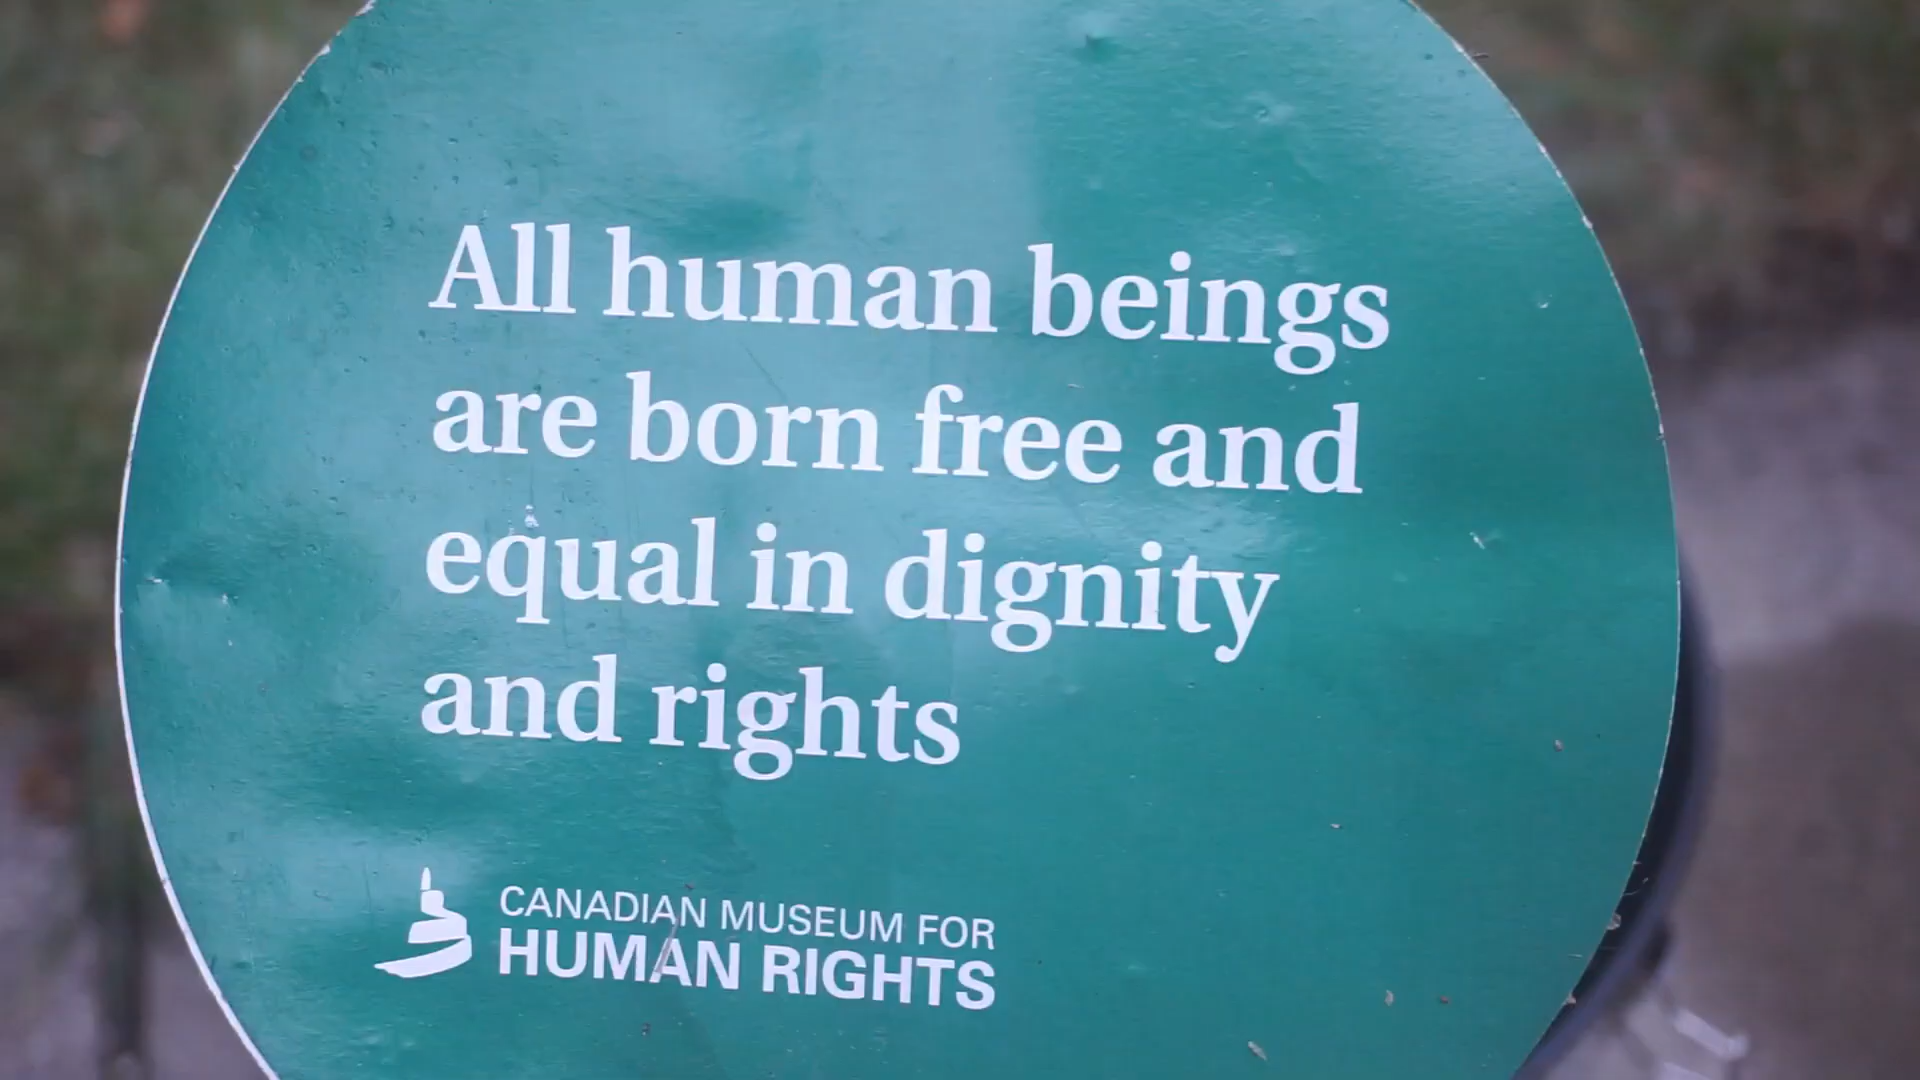 All human beings
are born free and
equal in dignity
and rights
CANADIAN MUSEUM FOR
HUMAN RIGHTS